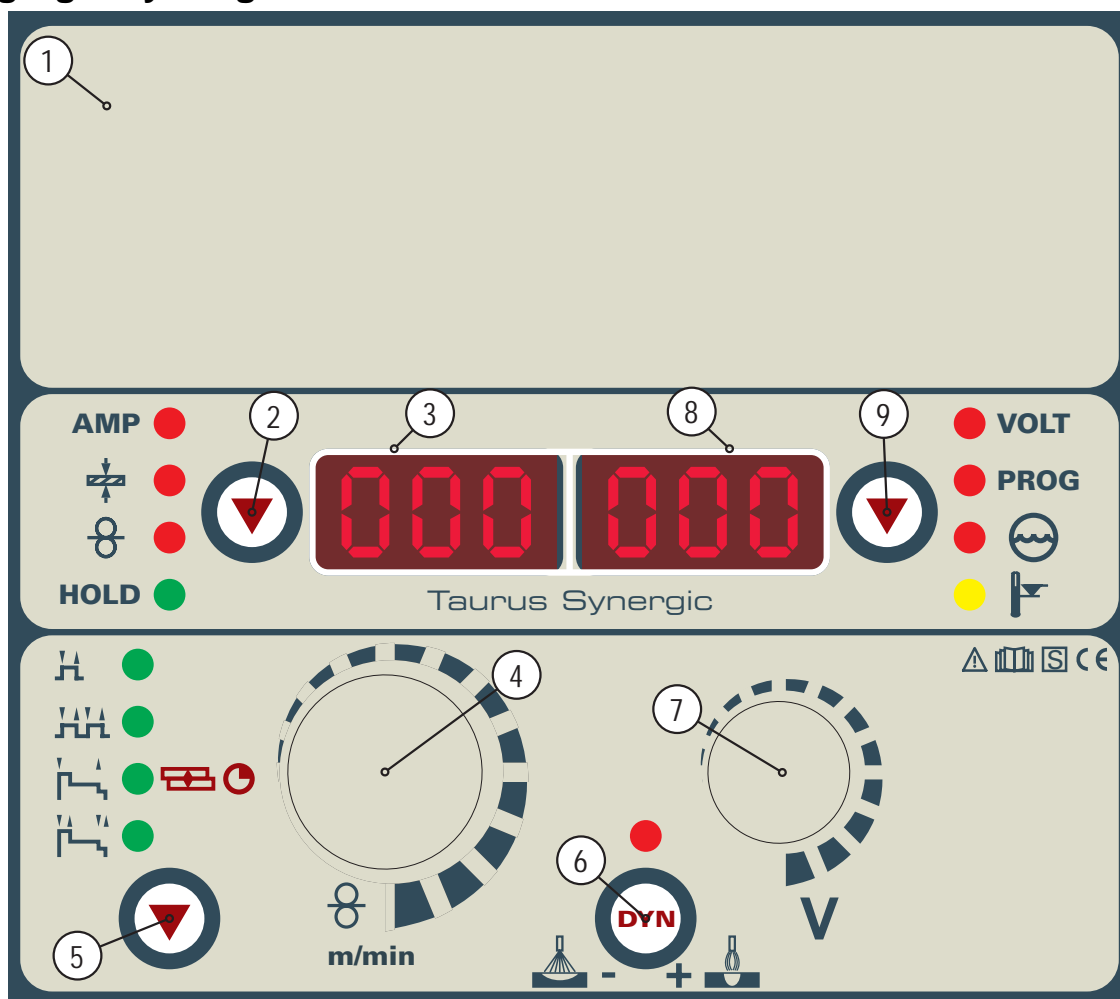 1
2
3
8
9
AMP
VOLT
PROG
000 000
HOLD
Taurus Synergic
4
S CE
7
6
DYN
5
m/min
- +
V